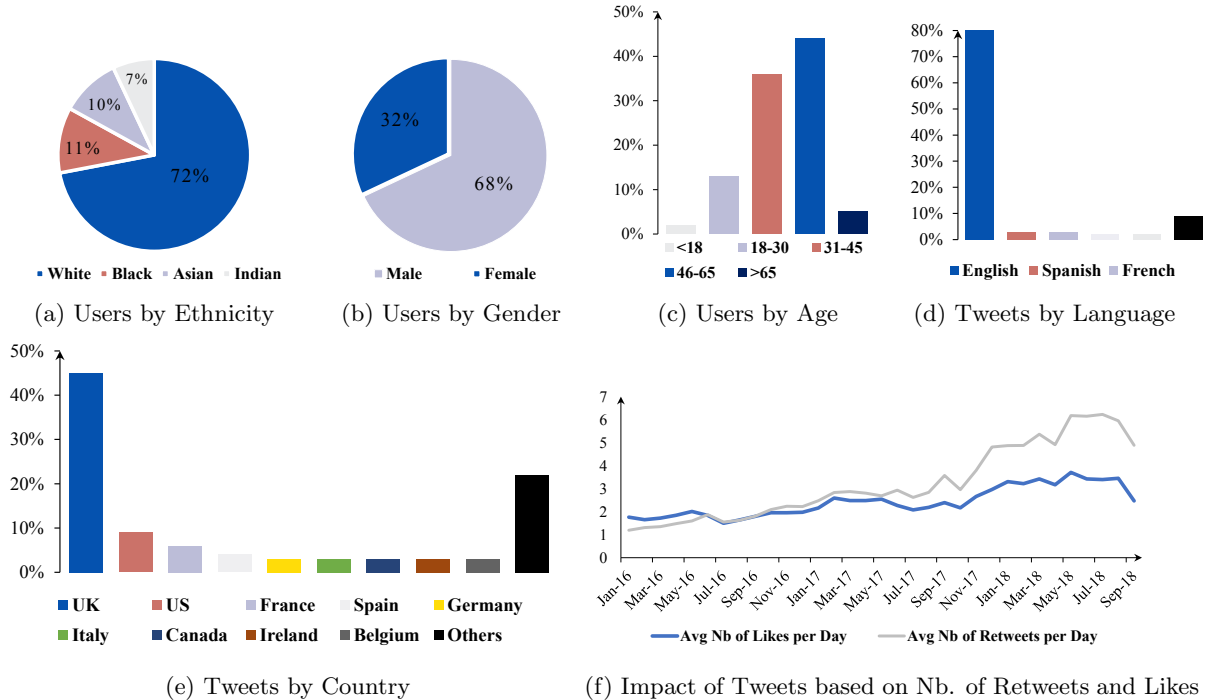 72%
11%
10%
7%
White Black Asian Indian
(a) Users by Ethnicity
32%
68%
Male Female
(b) Users by Gender
50%
40%
30%
20%
10%
0%
<18 18-30 31-45
46-65 >65
(c) Users by Age
80%
70%
60%
50%
40%
30%
20%
10%
0%
English Spanish French
(d) Tweets by Language
50%
40%
30%
20%
10%
0%
UK US France Spain Germany
Italy Canada Ireland Belgium Others
(e) Tweets by Country
7
6
5
4
3
2
1
0
Jan-16 Mar-16 May-16 Jul-16 Sep-16 Nov-16 Jan-17 Mar-17 May-17 Jul-17 Sep-17 Nov-17 Jan-18 Mar-18 May-18 Jul-18 Sep-18
Avg Nb of Likes per Day Avg Nb of Retweets per Day
(f) Impact of Tweets based on Nb. of Retweets and Likes